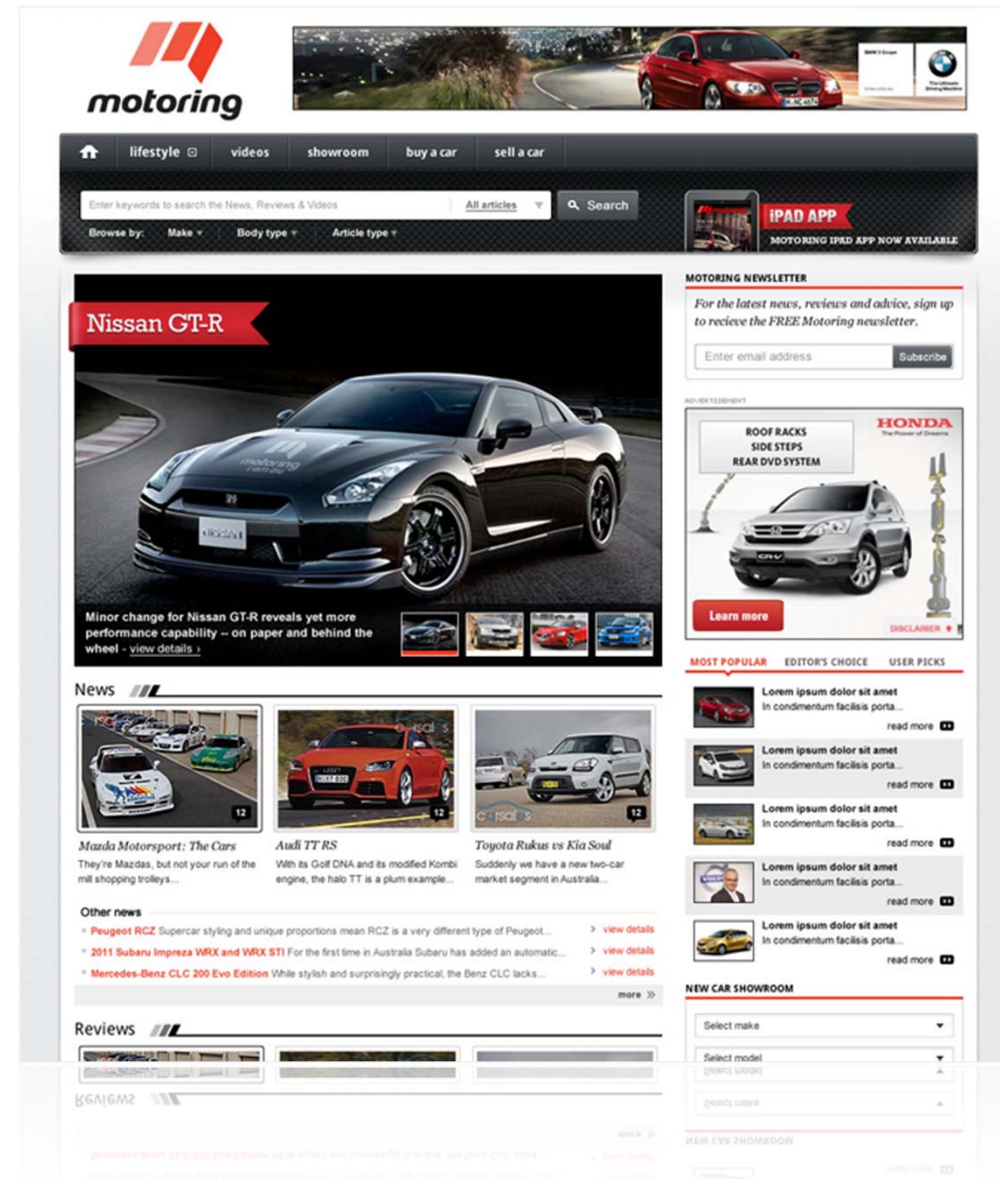 motoring
BMW 3 Coupe
The Ultimate
Driving Machine
lifestyle
videos
showroom
buy a car
sell a car
Enter keywords to search the News, Reviews & Videos
All articles
Search
Browse by:
Make
Body type
Article type
iPAD APP
MOTORING IPAD APP NOW AVAILABLE
Nissan GT-R
motoring
com.au
NISSAN
Minor change for Nissan GT-R reveals yet more
performance capability -- on paper and behind the
wheel - view details ›
MOTORING NEWSLETTER
For the latest news, reviews and advice, sign up
to recieve the FREE Motoring newsletter.
Enter email address
Subscribe
ADVERTISEMENT
ROOF RACKS
SIDE STEPS
REAR DVD SYSTEM
HONDA
The Power of Dreams
CR-V
Learn more
DISCLAIMER
News
12
12
12
carsales
Mazda Motorsport: The Cars
They're Mazdas, but not your run of the
mill shopping trolleys...
Audi TT RS
With its Golf DNA and its modified Kombi
engine, the halo TT is a plum example...
Toyota Rukus vs Kia Soul
Suddenly we have a new two-car
market segment in Australia...
Other news
Peugeot RCZ Supercar styling and unique proportions mean RCZ is a very different type of Peugeot... > view details
2011 Subaru Impreza WRX and WRX STI For the first time in Australia Subaru has added an automatic... > view details
Mercedes-Benz CLC 200 Evo Edition While stylish and surprisingly practical, the Benz CLC lacks... > view details
more »
Reviews
MOST POPULAR
EDITOR'S CHOICE
USER PICKS
Lorem ipsum dolor sit amet
In condimentum facilisis porta...
read more
Lorem ipsum dolor sit amet
In condimentum facilisis porta...
read more
Lorem ipsum dolor sit amet
In condimentum facilisis porta...
read more
Lorem ipsum dolor sit amet
In condimentum facilisis porta...
read more
Lorem ipsum dolor sit amet
In condimentum facilisis porta...
read more
NEW CAR SHOWROOM
Select make
Select model